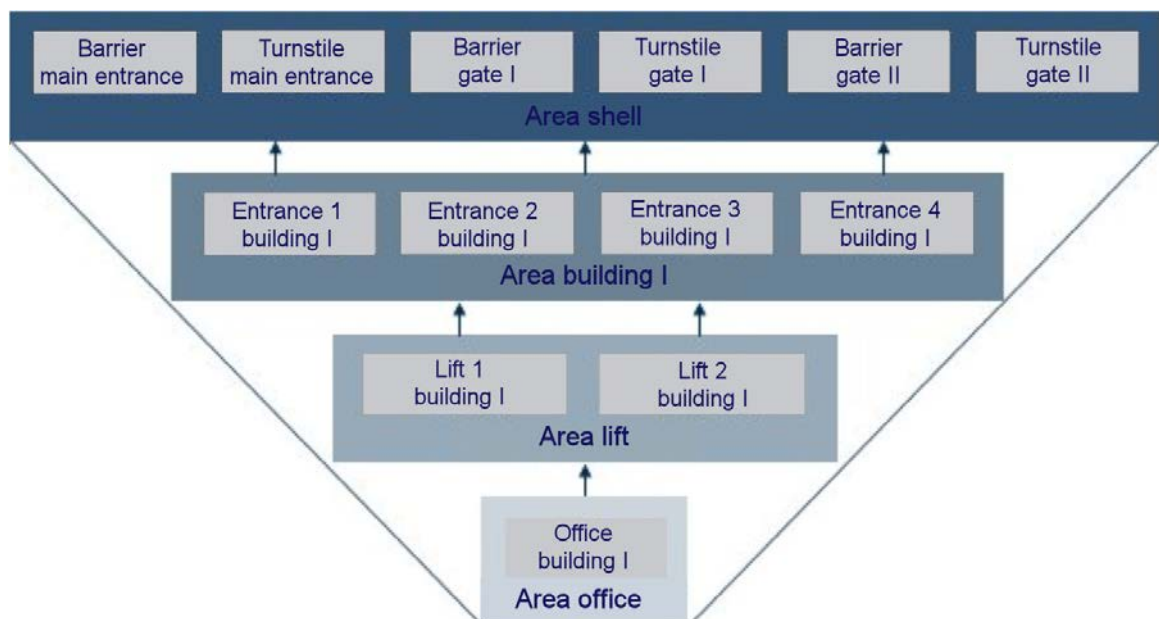 Barrier
main entrance
Turnstile
main entrance
Barrier
gate I
Turnstile
gate I
Barrier
gate II
Turnstile
gate II
Area shell
Entrance 1
building I
Entrance 2
building I
Entrance 3
building I
Entrance 4
building I
Area building I
Lift 1
building I
Lift 2
building I
Area lift
Office
building I
Area office